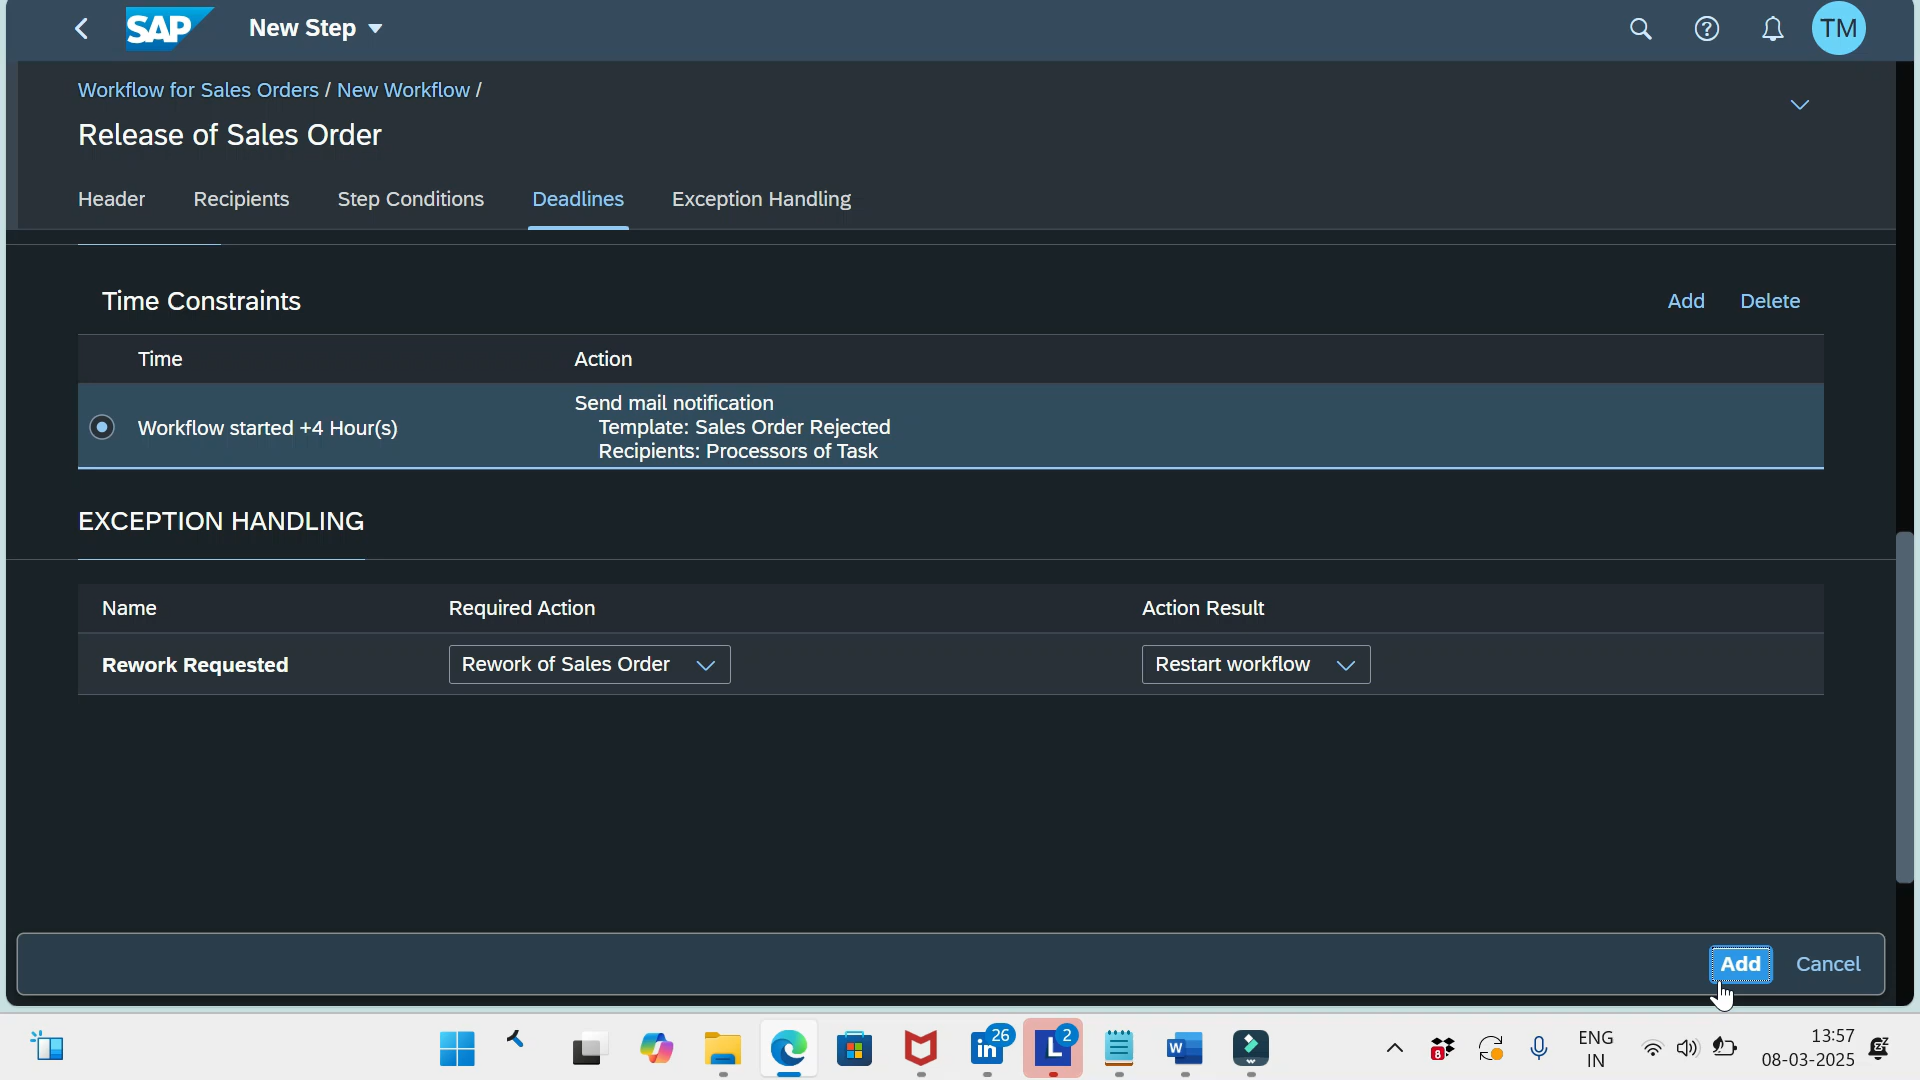 SAP New Step
TM
Workflow for Sales Orders / New Workflow /
Release of Sales Order
Header Recipients Step Conditions Deadlines Exception Handling
Time Constraints Add Delete
Time Action
Workflow started +4 Hour(s)
Send mail notification
Template: Sales Order Rejected
Recipients: Processors of Task
EXCEPTION HANDLING
Name Required Action Action Result
Rework Requested Rework of Sales Order Restart workflow
Add Cancel
26
in
2
L
W
8
ENG
IN
13:57
08-03-2025